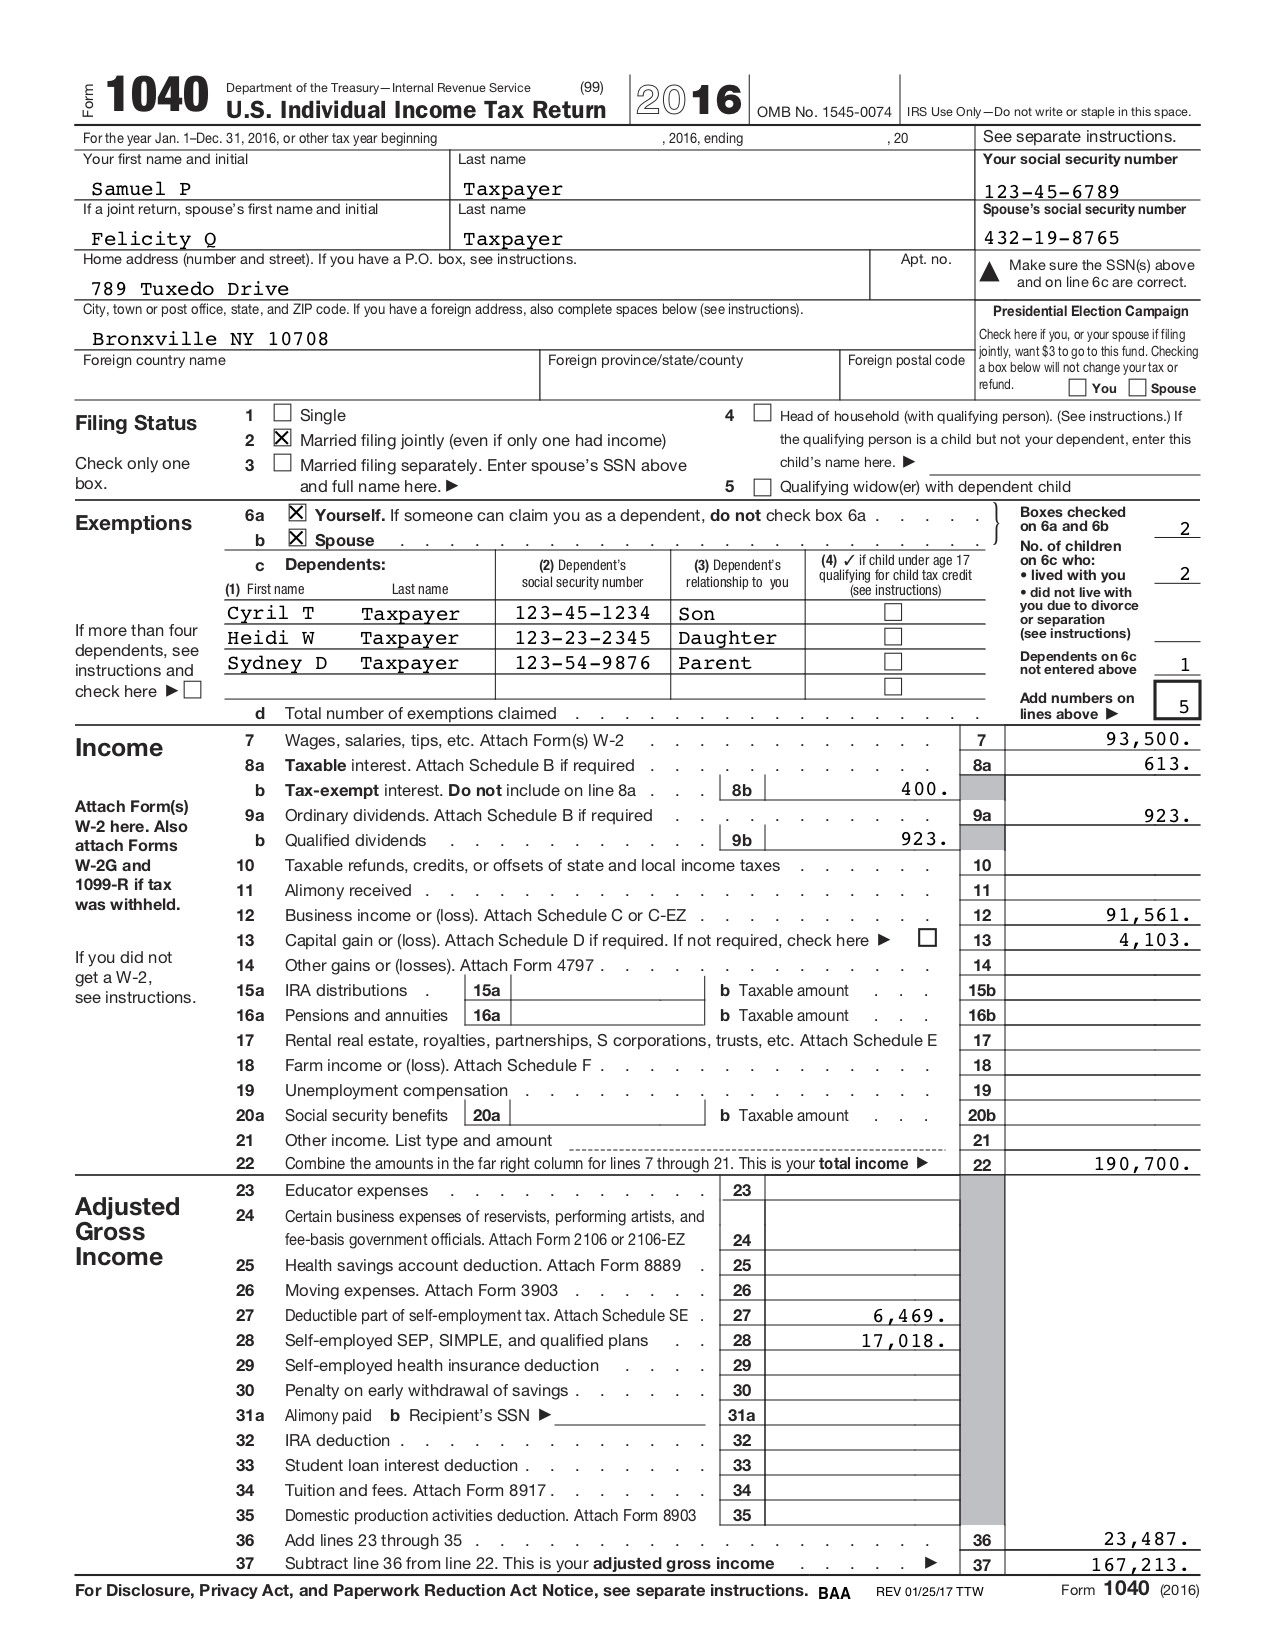 Form 1040 Department of the Treasury—Internal Revenue Service (99) U.S. Individual Income Tax Return 2016 OMB No. 1545-0074 IRS Use Only—Do not write or staple in this space.
For the year Jan. 1–Dec. 31, 2016, or other tax year beginning , 2016, ending , 20 See separate instructions.
Your first name and initial Last name Your social security number
Samuel P Taxpayer 123-45-6789
If a joint return, spouse's first name and initial Last name Spouse's social security number
Felicity Q Taxpayer 432-19-8765
Home address (number and street). If you have a P.O. box, see instructions. Apt. no.
789 Tuxedo Drive
▲ Make sure the SSN(s) above and on line 6c are correct.
City, town or post office, state, and ZIP code. If you have a foreign address, also complete spaces below (see instructions).
Bronxville NY 10708
Foreign country name Foreign province/state/county Foreign postal code
Presidential Election Campaign
Check here if you, or your spouse if filing
jointly, want $3 to go to this fund. Checking
a box below will not change your tax or
refund. You Spouse
Filing Status
Check only one
box.
1 Single
2 X Married filing jointly (even if only one had income)
3 Married filing separately. Enter spouse's SSN above
and full name here. ▶
4 Head of household (with qualifying person). (See instructions.) If
the qualifying person is a child but not your dependent, enter this
child's name here. ▶
5 Qualifying widow(er) with dependent child
Exemptions
6a X Yourself. If someone can claim you as a dependent, do not check box 6a . . . . .
b X Spouse . . . . . . . . . . . . . . . . . . . . . . . .
c Dependents:
(1) First name Last name
(2) Dependent's
social security number
(3) Dependent's
relationship to you
(4) ✓ if child under age 17
qualifying for child tax credit
(see instructions)
Cyril T Taxpayer 123-45-1234 Son
Heidi W Taxpayer 123-23-2345 Daughter
Sydney D Taxpayer 123-54-9876 Parent
If more than four
dependents, see
instructions and
check here ▶
d Total number of exemptions claimed . . . . . . . . . . . . . . . . .
Boxes checked
on 6a and 6b 2
No. of children
on 6c who:
• lived with you 2
• did not live with
you due to divorce
or separation
(see instructions)
Dependents on 6c
not entered above 1
Add numbers on
lines above ▶ 5
Income
Attach Form(s)
W-2 here. Also
attach Forms
W-2G and
1099-R if tax
was withheld.
If you did not
get a W-2,
see instructions.
7 Wages, salaries, tips, etc. Attach Form(s) W-2 . . . . . . . . . . . . 7 93,500.
8a Taxable interest. Attach Schedule B if required . . . . . . . . . . . . 8a 613.
b Tax-exempt interest. Do not include on line 8a . . . 8b 400.
9a Ordinary dividends. Attach Schedule B if required . . . . . . . . . . . 9a 923.
b Qualified dividends . . . . . . . . . . . 9b 923.
10 Taxable refunds, credits, or offsets of state and local income taxes . . . . . . 10
11 Alimony received . . . . . . . . . . . . . . . . . . . . . 11
12 Business income or (loss). Attach Schedule C or C-EZ . . . . . . . . . . 12 91,561.
13 Capital gain or (loss). Attach Schedule D if required. If not required, check here ▶ 13 4,103.
14 Other gains or (losses). Attach Form 4797 . . . . . . . . . . . . . . 14
15a IRA distributions . 15a b Taxable amount . . . 15b
16a Pensions and annuities 16a b Taxable amount . . . 16b
17 Rental real estate, royalties, partnerships, S corporations, trusts, etc. Attach Schedule E 17
18 Farm income or (loss). Attach Schedule F . . . . . . . . . . . . . . 18
19 Unemployment compensation . . . . . . . . . . . . . . . . . 19
20a Social security benefits 20a b Taxable amount . . . 20b
21 Other income. List type and amount 21
22 Combine the amounts in the far right column for lines 7 through 21. This is your total income ▶ 22 190,700.
Adjusted
Gross
Income
23 Educator expenses . . . . . . . . . . . 23
24 Certain business expenses of reservists, performing artists, and
fee-basis government officials. Attach Form 2106 or 2106-EZ 24
25 Health savings account deduction. Attach Form 8889 . 25
26 Moving expenses. Attach Form 3903 . . . . . . 26
27 Deductible part of self-employment tax. Attach Schedule SE . 27 6,469.
28 Self-employed SEP, SIMPLE, and qualified plans . . 28 17,018.
29 Self-employed health insurance deduction . . . . 29
30 Penalty on early withdrawal of savings . . . . . . 30
31a Alimony paid b Recipient's SSN ▶ 31a
32 IRA deduction . . . . . . . . . . . . . 32
33 Student loan interest deduction . . . . . . . . 33
34 Tuition and fees. Attach Form 8917 . . . . . . . 34
35 Domestic production activities deduction. Attach Form 8903 35
36 Add lines 23 through 35 . . . . . . . . . . . . . . . . . . . 36 23,487.
37 Subtract line 36 from line 22. This is your adjusted gross income . . . . . ▶ 37 167,213.
For Disclosure, Privacy Act, and Paperwork Reduction Act Notice, see separate instructions. BAA REV 01/25/17 TTW Form 1040 (2016)